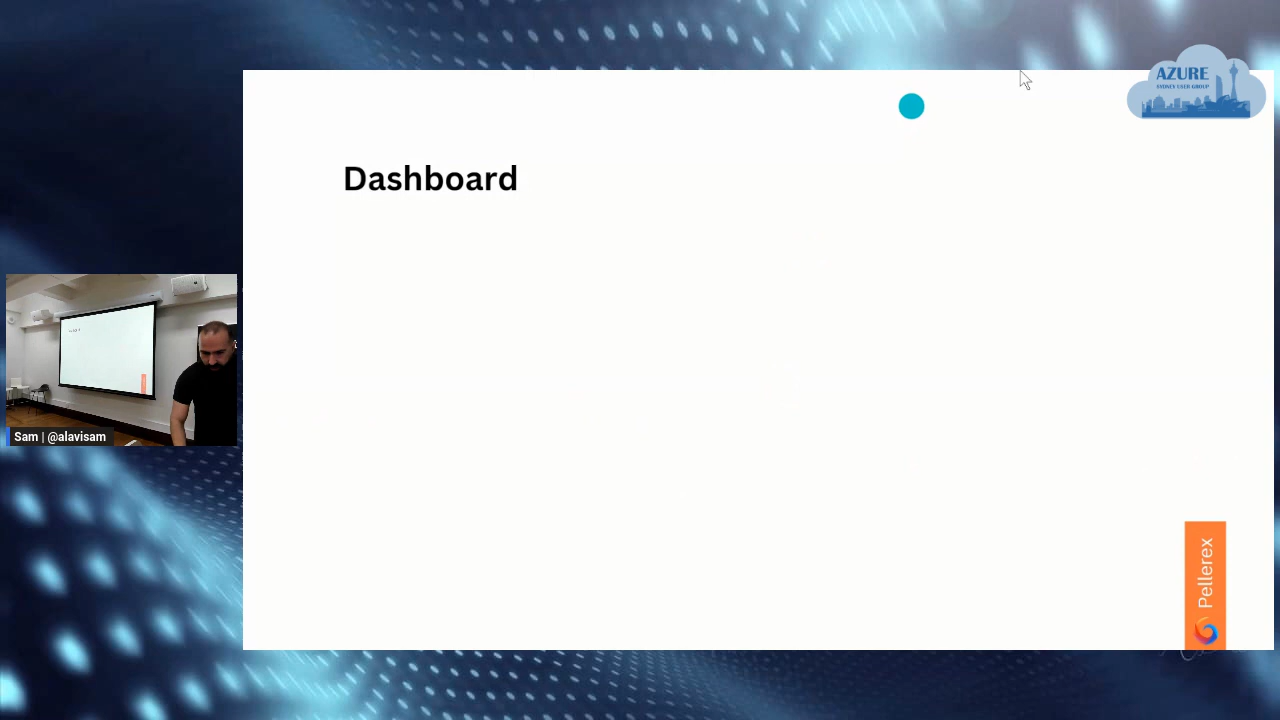 AZURE
SYDNEY USER GROUP
Dashboard
Sam | @alavisam
Pellerex